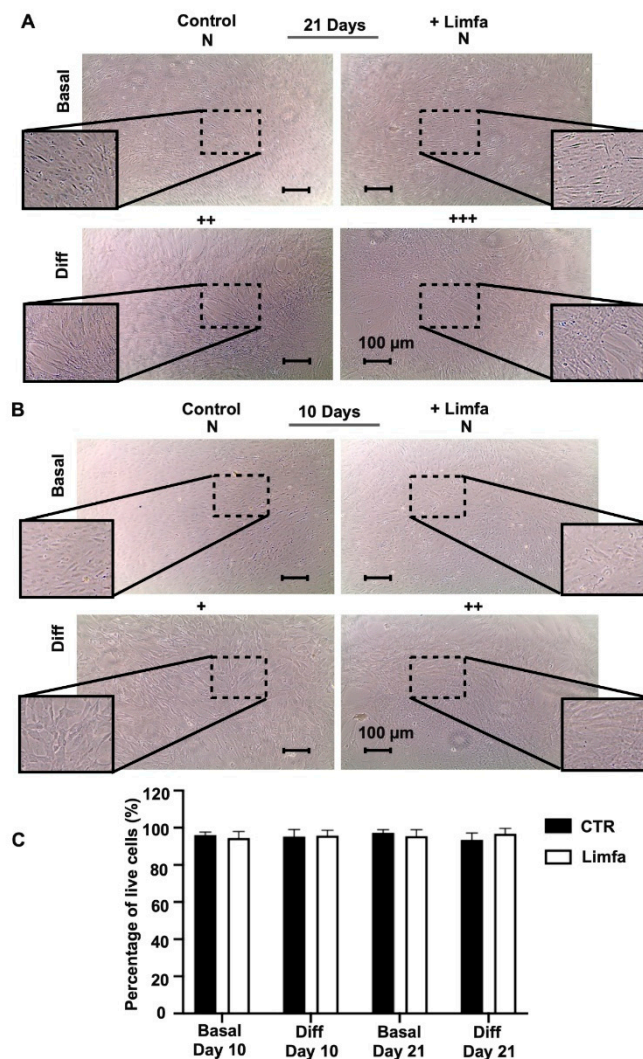 A
Control 21 Days + Limfa
N N
Basal
++ +++
Diff
100 µm
B
Control 10 Days + Limfa
N N
Basal
+ ++
Diff
100 µm
C
Percentage of live cells (%)
120
100
80
60
40
20
0
CTR
Limfa
Basal Diff Basal Diff
Day 10 Day 10 Day 21 Day 21